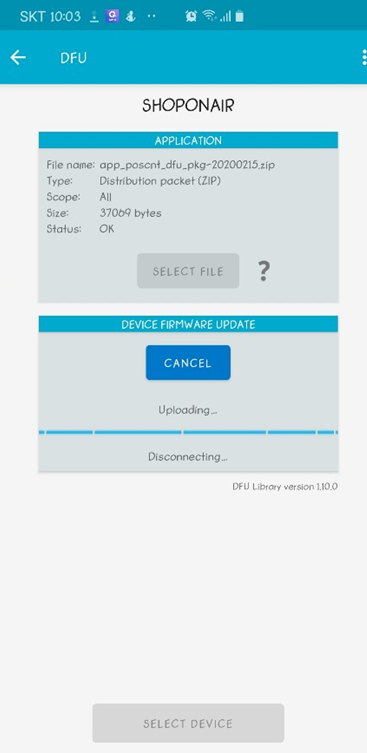 SKT 10:03
DFU
SHOPONAIR
APPLICATION
File name: app_poscnt_dfu_pkg-20200215.zip
Type: Distribution packet (ZIP)
Scope: All
Size: 37069 bytes
Status: OK
SELECT FILE ?
DEVICE FIRMWARE UPDATE
CANCEL
Uploading...
Disconnecting...
DFU Library version 1.10.0
SELECT DEVICE